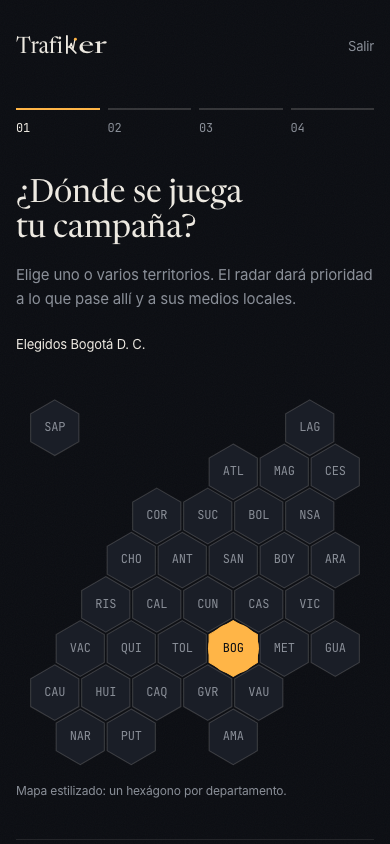 Trafiker
Salir
01 02 03 04
¿Dónde se juega
tu campaña?
Elige uno o varios territorios. El radar dará prioridad
a lo que pase allí y a sus medios locales.
Elegidos Bogotá D. C.
SAP LAG
ATL MAG CES
COR SUC BOL NSA
CHO ANT SAN BOY ARA
RIS CAL CUN CAS VIC
VAC QUI TOL BOG MET GUA
CAU HUI CAQ GVR VAU
NAR PUT AMA
Mapa estilizado: un hexágono por departamento.